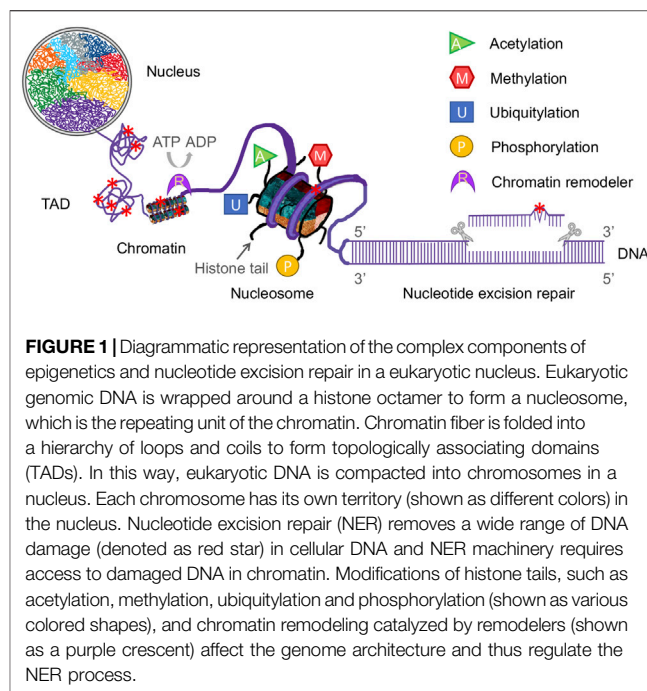 Nucleus
A Acetylation
M Methylation
U Ubiquitylation
P Phosphorylation
R Chromatin remodeler
ATP ADP
R
A
M
TAD
U
Chromatin
5’ 3’
DNA
Histone tail
P
3’ 5’
Nucleosome
Nucleotide excision repair
FIGURE 1 | Diagrammatic representation of the complex components of
epigenetics and nucleotide excision repair in a eukaryotic nucleus. Eukaryotic
genomic DNA is wrapped around a histone octamer to form a nucleosome,
which is the repeating unit of the chromatin. Chromatin fiber is folded into
a hierarchy of loops and coils to form topologically associating domains
(TADs). In this way, eukaryotic DNA is compacted into chromosomes in a
nucleus. Each chromosome has its own territory (shown as different colors) in
the nucleus. Nucleotide excision repair (NER) removes a wide range of DNA
damage (denoted as red star) in cellular DNA and NER machinery requires
access to damaged DNA in chromatin. Modifications of histone tails, such as
acetylation, methylation, ubiquitylation and phosphorylation (shown as various
colored shapes), and chromatin remodeling catalyzed by remodelers (shown
as a purple crescent) affect the genome architecture and thus regulate the
NER process.